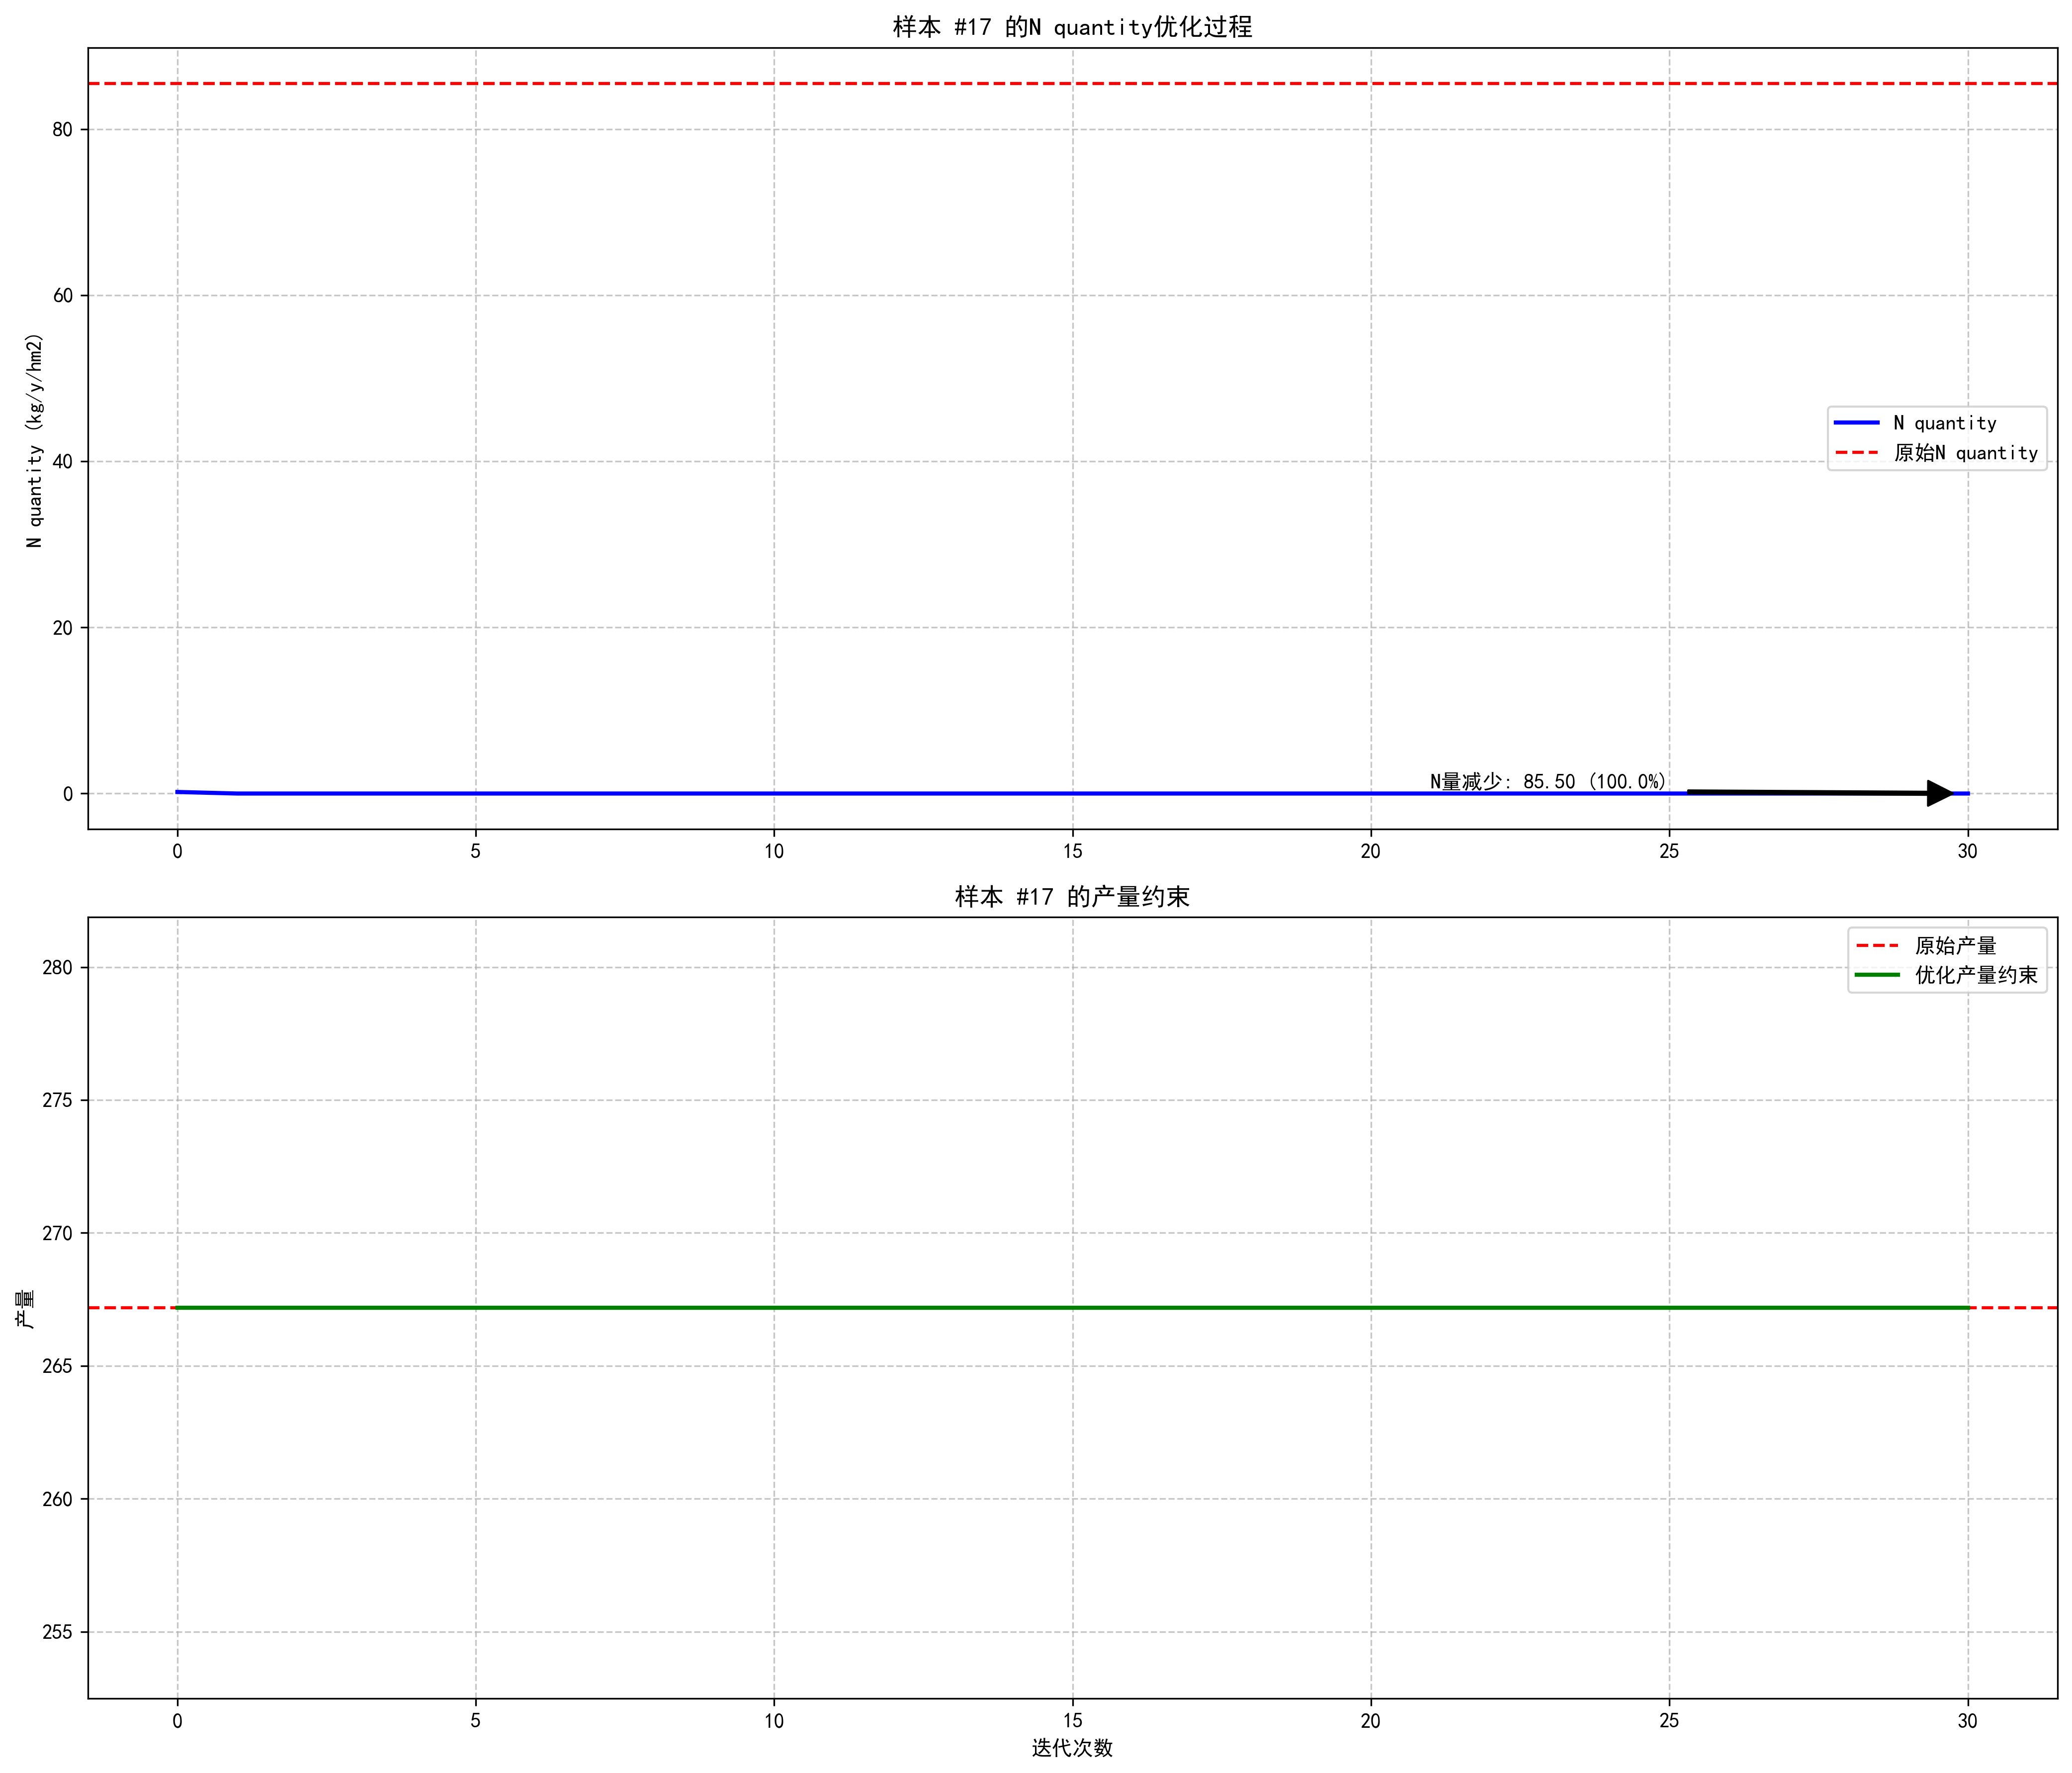 样本 #17 的N quantity优化过程
N quantity (kg/y/hm2)
80
60
40
20
0
N quantity
原始N quantity
N量减少: 85.50 (100.0%)
0 5 10 15 20 25 30
样本 #17 的产量约束
产量
280
275
270
265
260
255
原始产量
优化产量约束
0 5 10 15 20 25 30
迭代次数